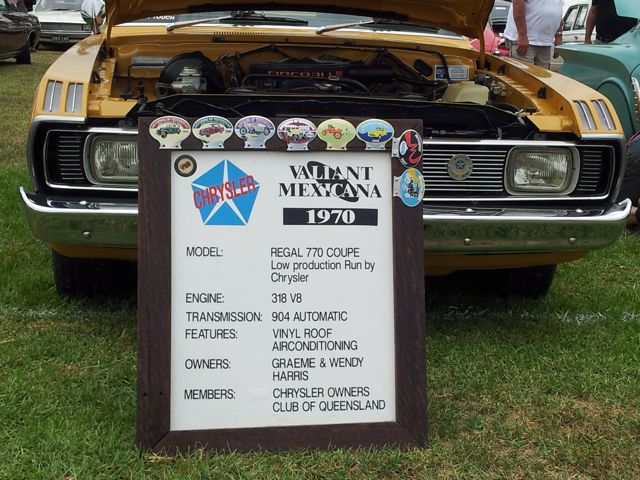 CHRYSLER
VALIANT
MEXICANA
1970
MODEL: REGAL 770 COUPE
Low production Run by
Chrysler
ENGINE: 318 V8
TRANSMISSION: 904 AUTOMATIC
FEATURES: VINYL ROOF
AIRCONDITIONING
OWNERS: GRAEME & WENDY
HARRIS
MEMBERS: CHRYSLER OWNERS
CLUB OF QUEENSLAND